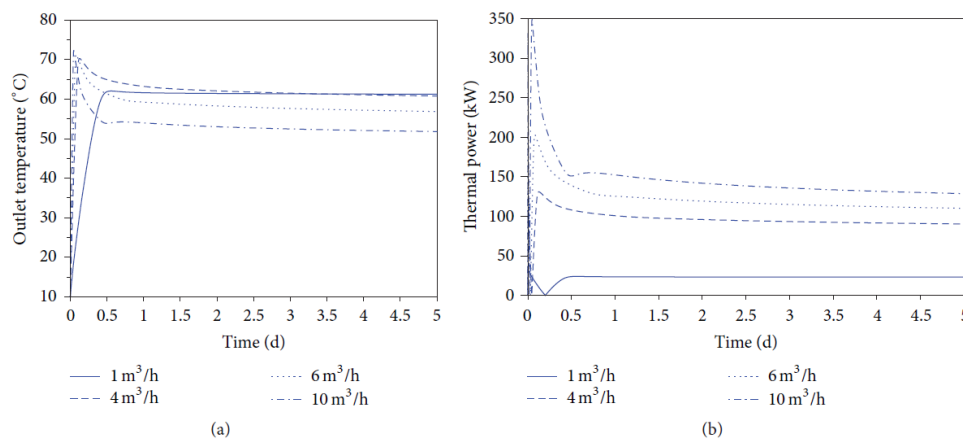 80
70
60
50
40
30
20
10
Outlet temperature (°C)
0 0.5 1 1.5 2 2.5 3 3.5 4 4.5 5
Time (d)
1 m³/h
4 m³/h
6 m³/h
10 m³/h
(a)
350
300
250
200
150
100
50
0
Thermal power (kW)
0 0.5 1 1.5 2 2.5 3 3.5 4 4.5 5
Time (d)
1 m³/h
4 m³/h
6 m³/h
10 m³/h
(b)